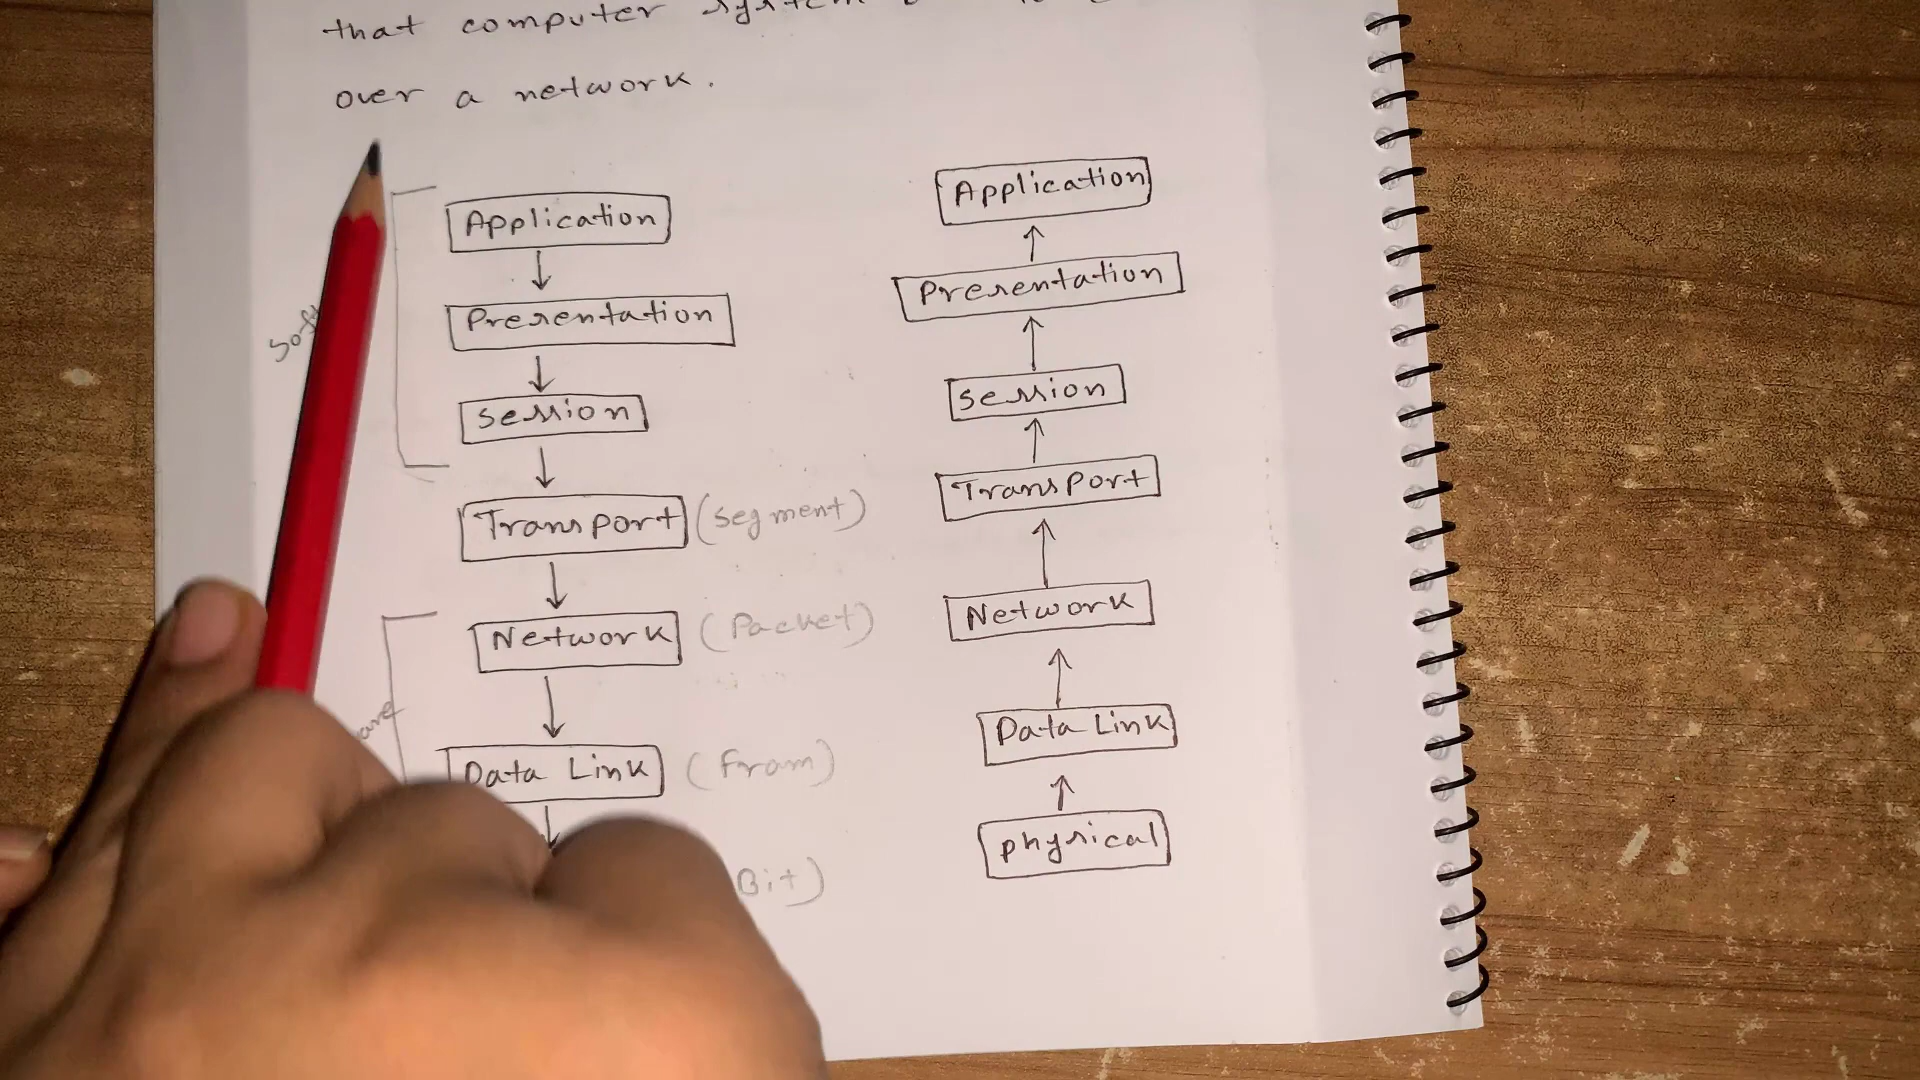 that computer system
over a network.
Application
Presentation
Session
Transport (segment)
Network (Packet)
Data Link (Fram)
Bit)
Application
Presentation
Session
Transport
Network
Data Link
physical